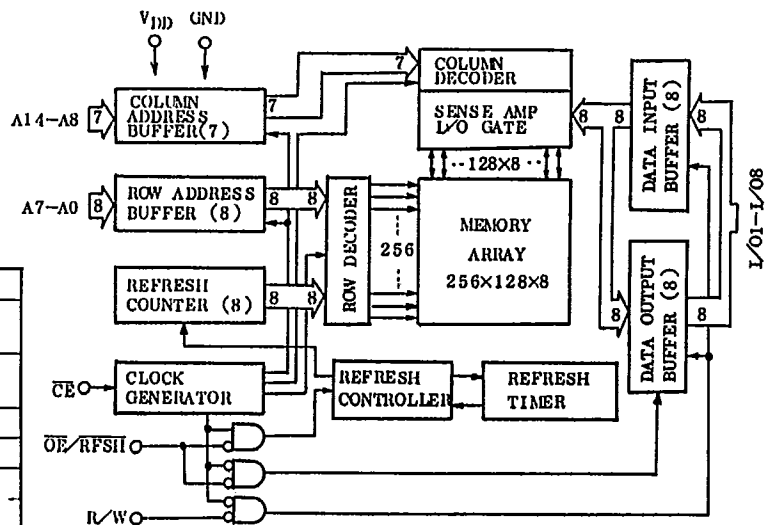 VDD GND
A14-A8
7
COLUMN
ADDRESS
BUFFER(7)
7
7
COLUMN
DECODER
SENSE AMP
I/O GATE
8
8
DATA INPUT
BUFFER (8)
8
A7-A0
8
ROW ADDRESS
BUFFER (8)
8
8
ROW DECODER
256
128×8
MEMORY
ARRAY
256×128×8
I/O1-I/O8
REFRESH
COUNTER (8)
8
8
8
DATA OUTPUT
BUFFER (8)
8
CE
CLOCK
GENERATOR
REFRESH
CONTROLLER
REFRESH
TIMER
OE/RFSH
R/W